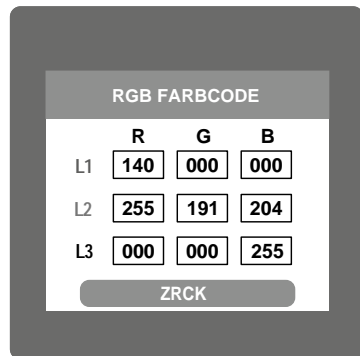 RGB FARBCODE
R G B
L1 140 000 000
L2 255 191 204
L3 000 000 255
ZRCK